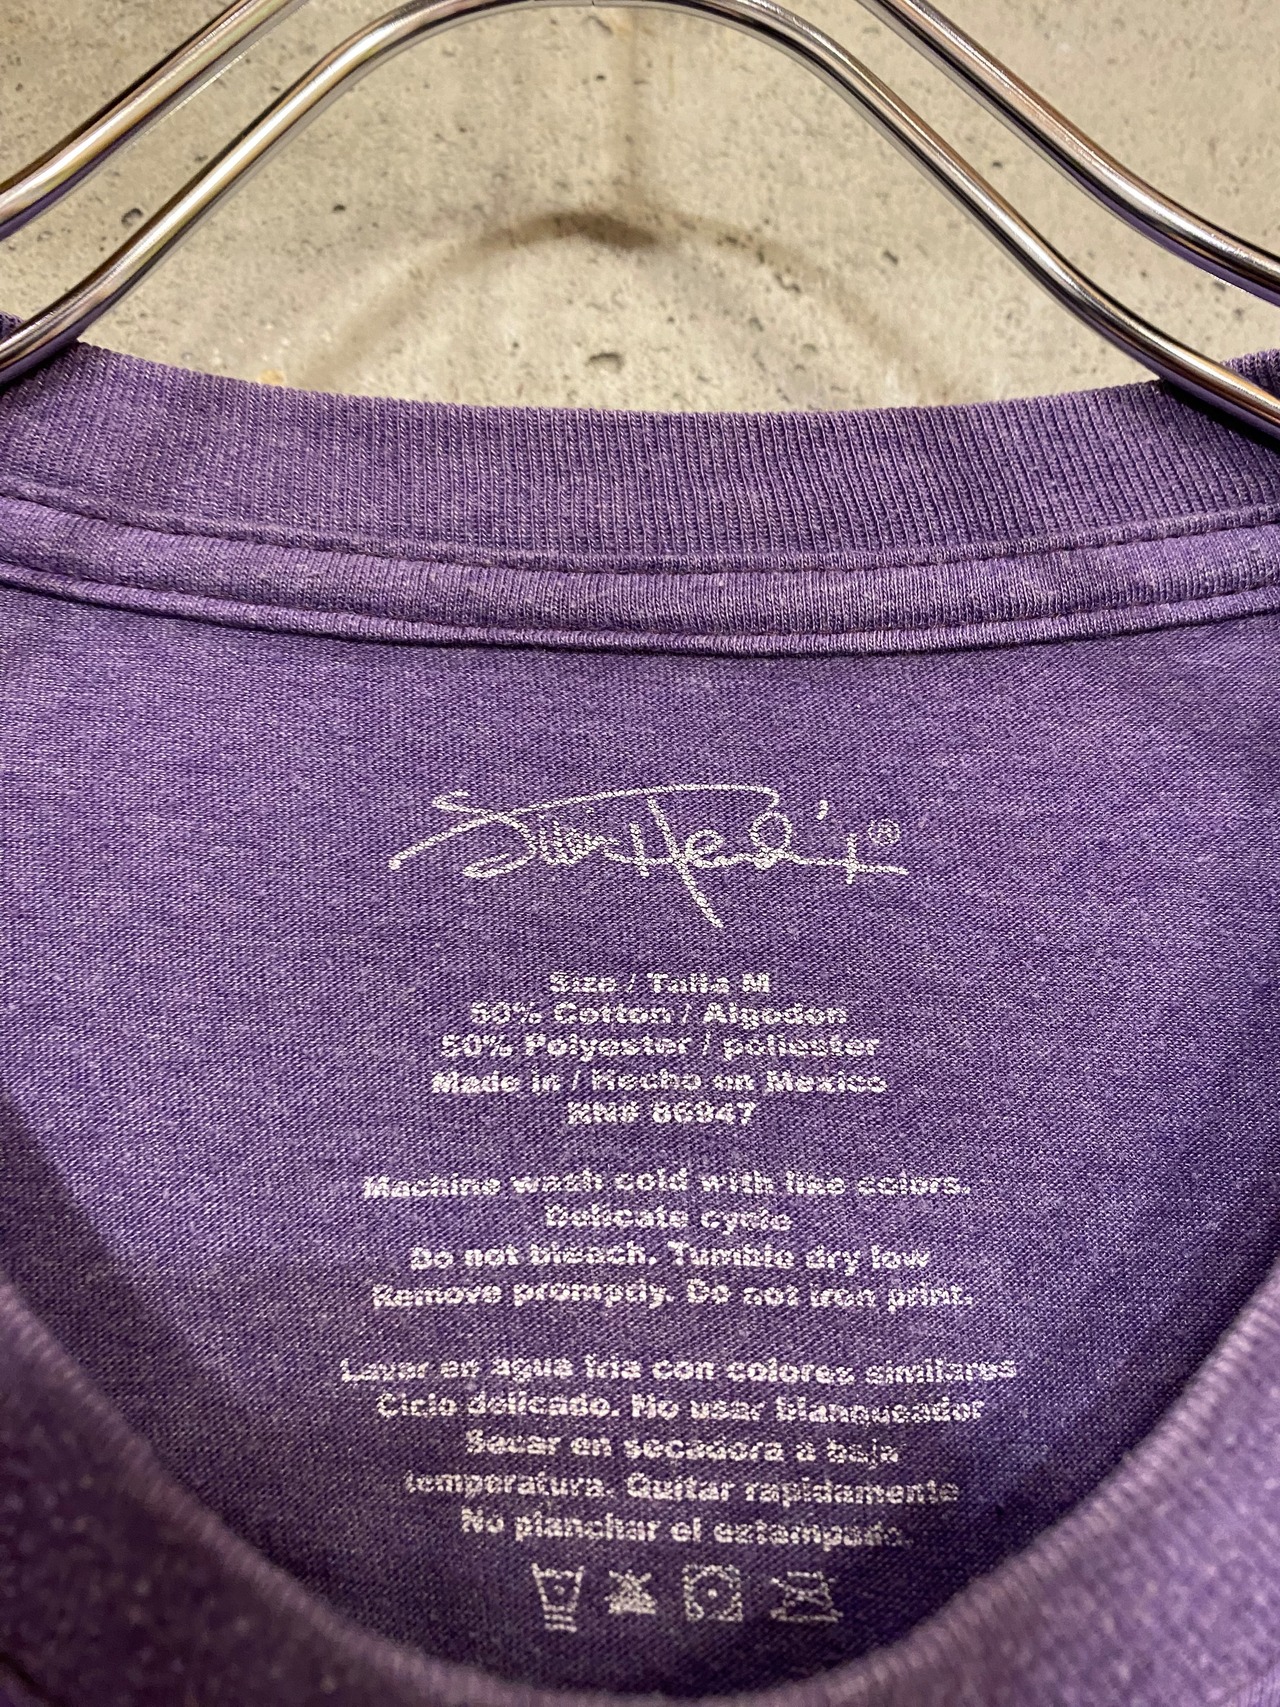 Jimi Hendrix®
Size / Talla M
50% Cotton / Algodon
50% Polyester / poliester
Made in / Hecho en Mexico
RN# 86947
Machine wash cold with like colors.
Delicate cycle
Do not bleach. Tumble dry low
Remove promptly. Do not iron print.
Lavar en agua fria con colores similares
Ciclo delicado. No usar blanqueador
Secar en secadora a baja
temperatura. Quitar rapidamente
No planchar el estampado.